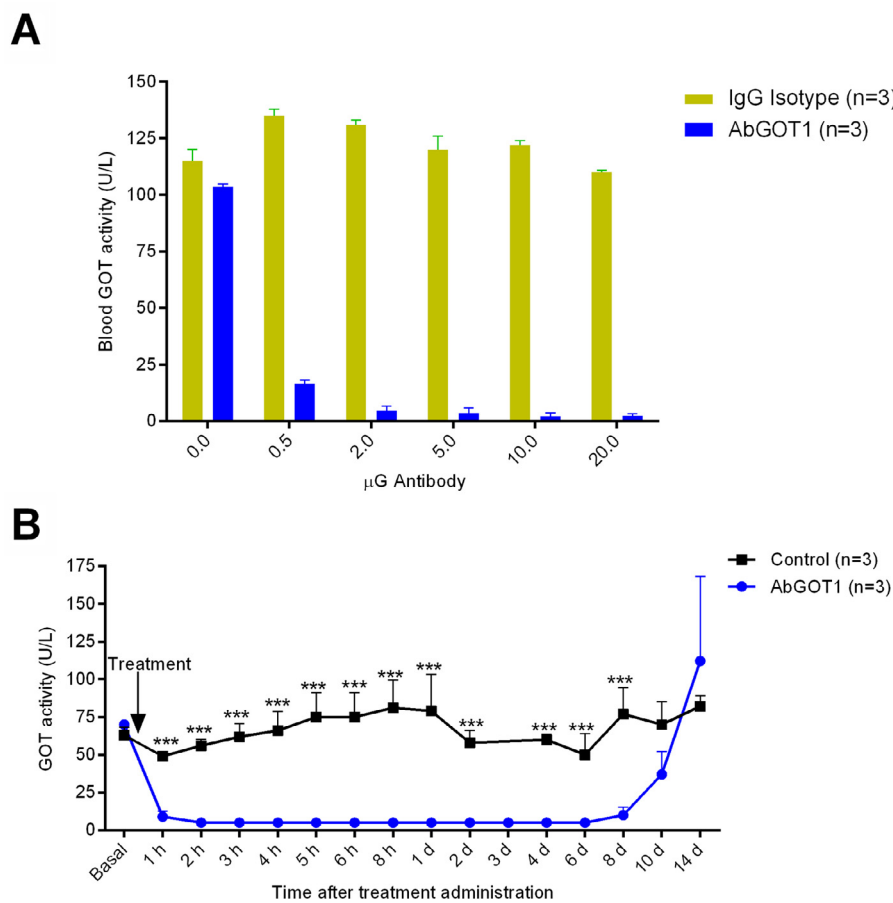 A
150
125
100
75
50
25
0
Blood GOT activity (U/L)
0.0
0.5
2.0
5.0
10.0
20.0
μG Antibody
IgG Isotype (n=3)
AbGOT1 (n=3)
B
175
150
125
100
75
50
25
0
GOT activity (U/L)
Treatment
***
***
***
***
***
***
***
***
***
***
***
***
Basal
1 h
2 h
3 h
4 h
5 h
6 h
8 h
1 d
2 d
3 d
4 d
6 d
8 d
10 d
14 d
Time after treatment administration
Control (n=3)
AbGOT1 (n=3)